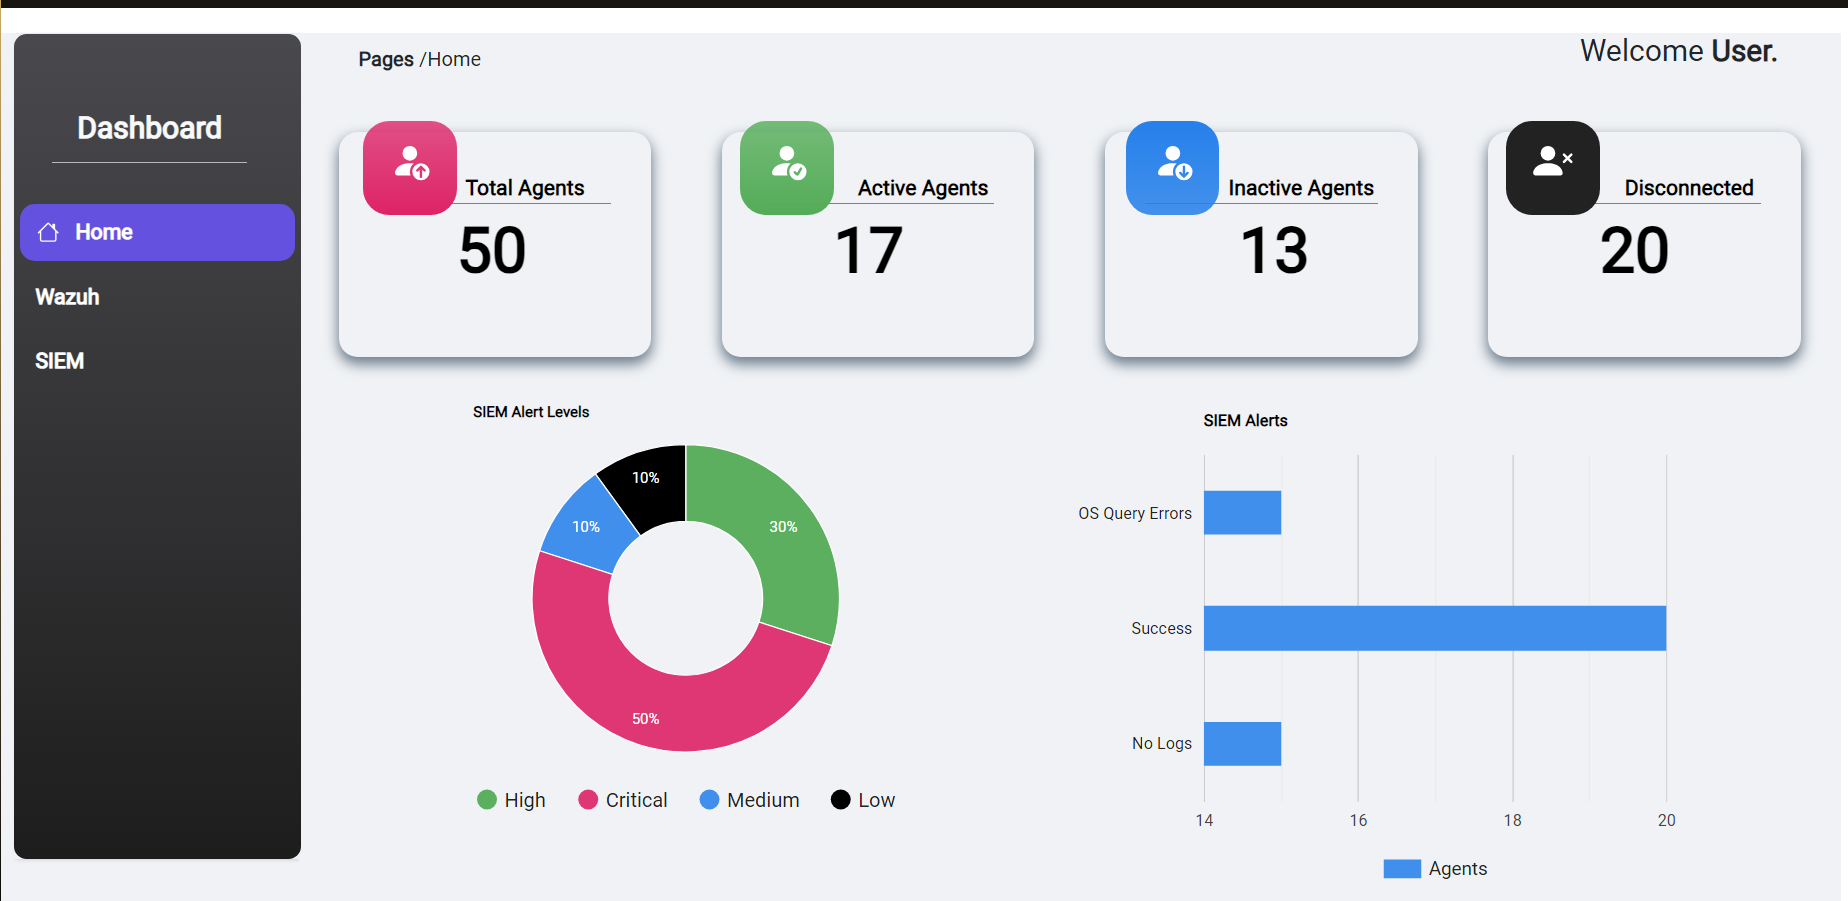 Pages /Home
Welcome User.
Dashboard
Home
Wazuh
SIEM
Total Agents
50
Active Agents
17
Inactive Agents
13
Disconnected
20
SIEM Alert Levels
10%
30%
10%
50%
High
Critical
Medium
Low
SIEM Alerts
OS Query Errors
Success
No Logs
14 16 18 20
Agents